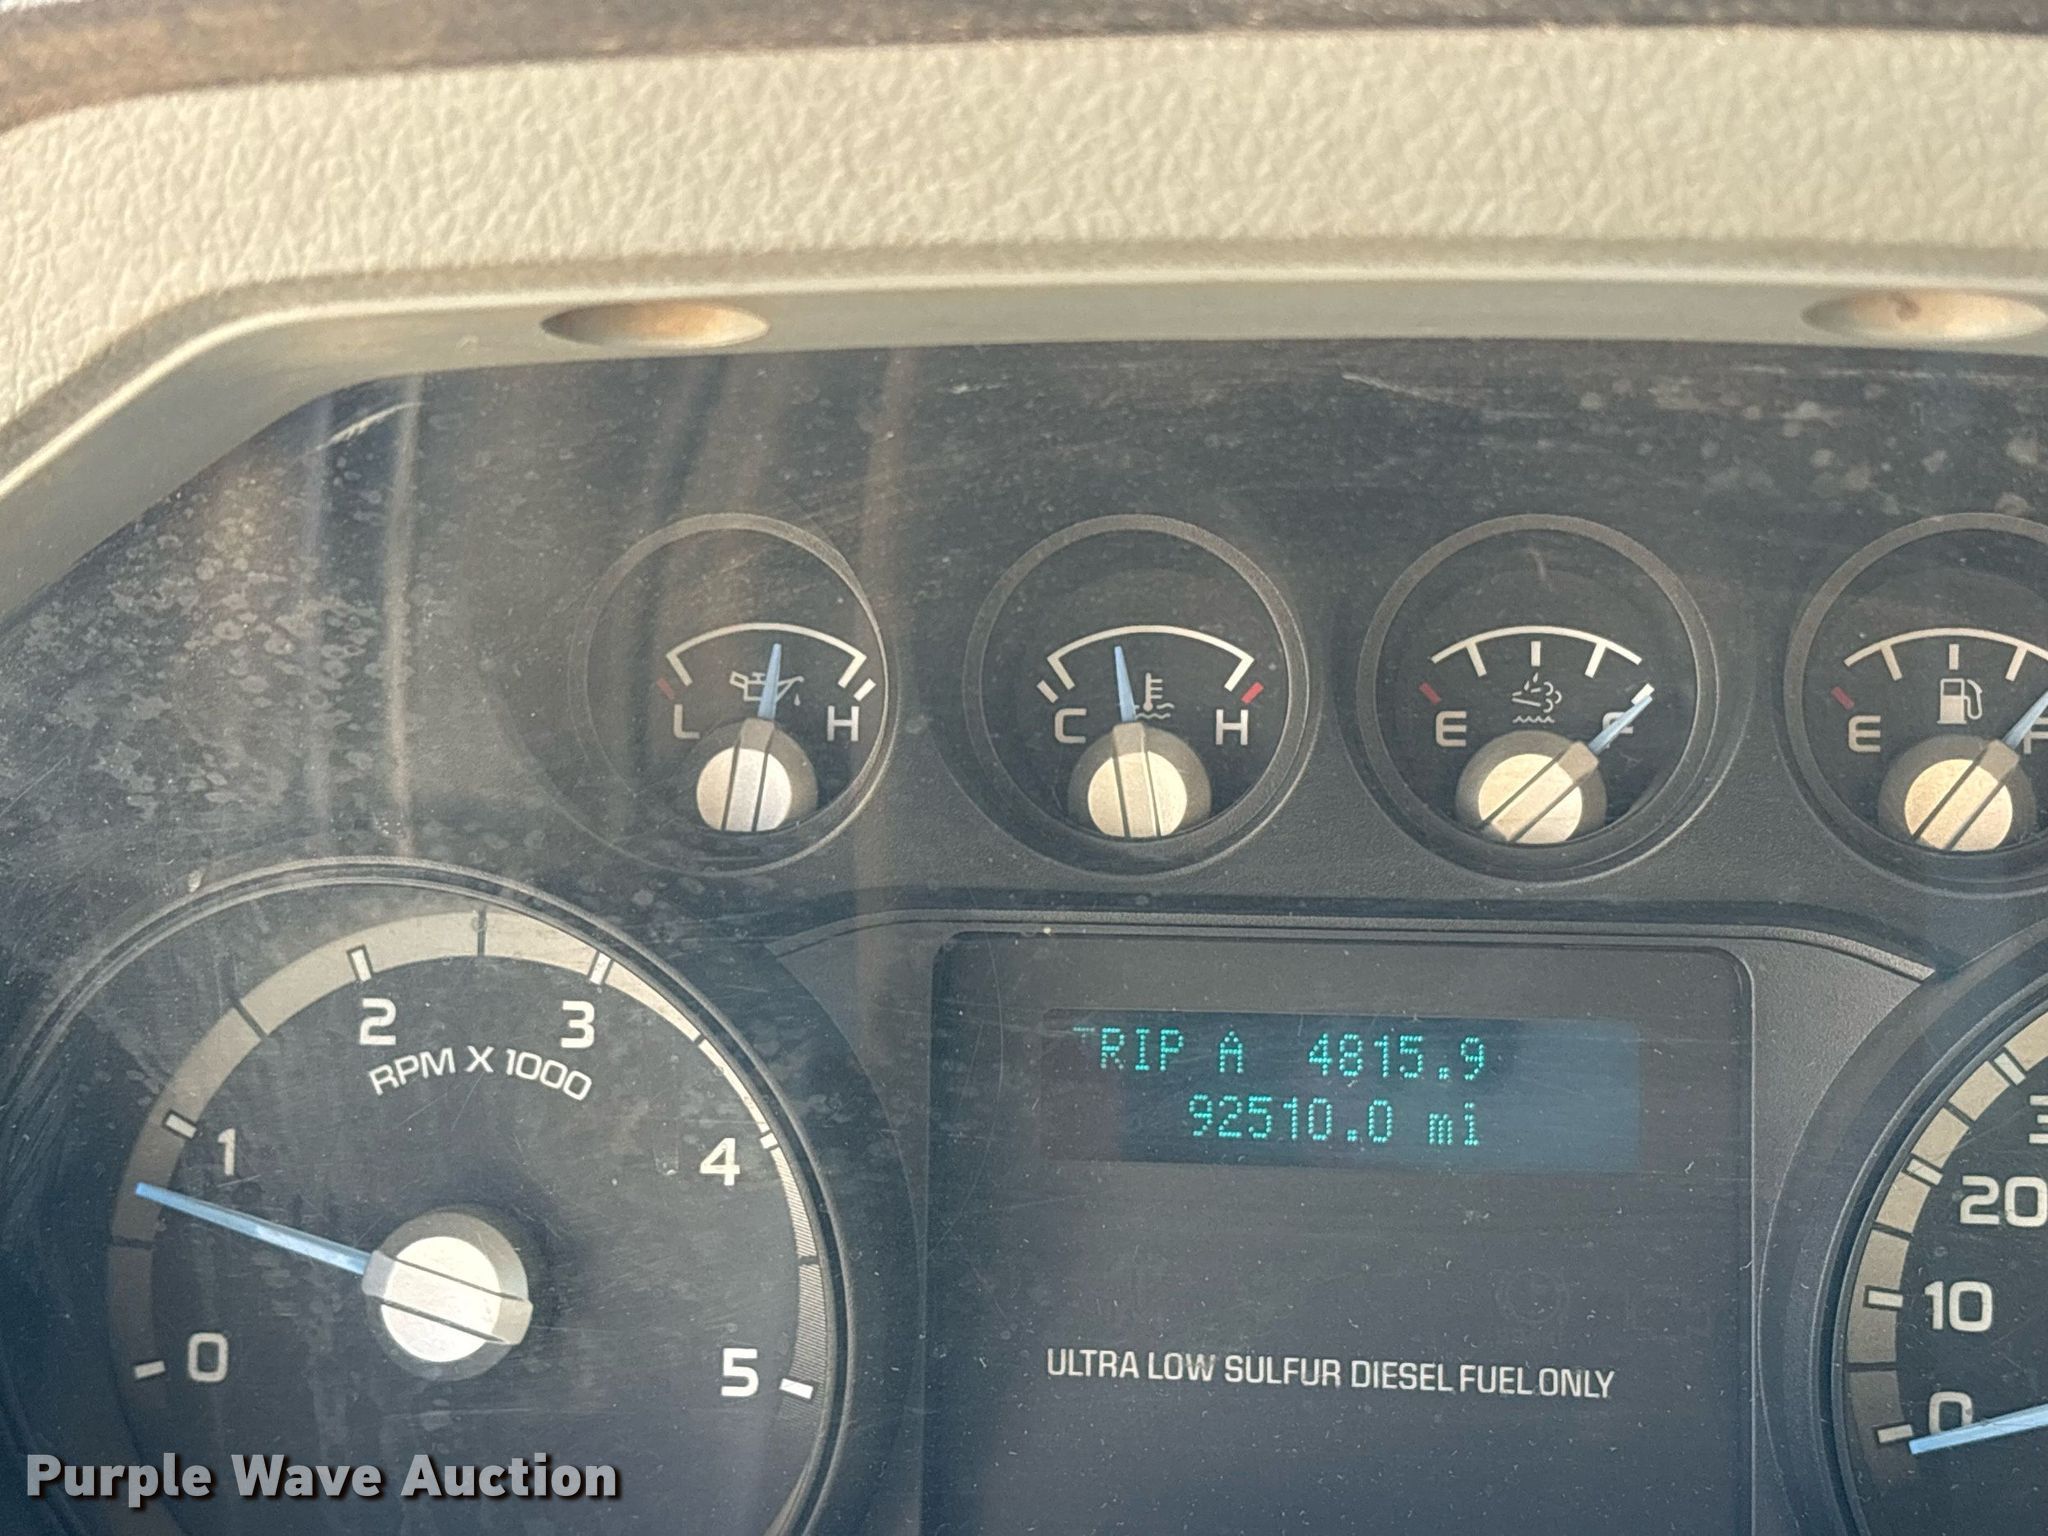 L H
C H
E F
E F
0 1 2 3 4 5
RPM X 1000
TRIP A 4815.9
92510.0 mi
ULTRA LOW SULFUR DIESEL FUEL ONLY
20
10
0
Purple Wave Auction